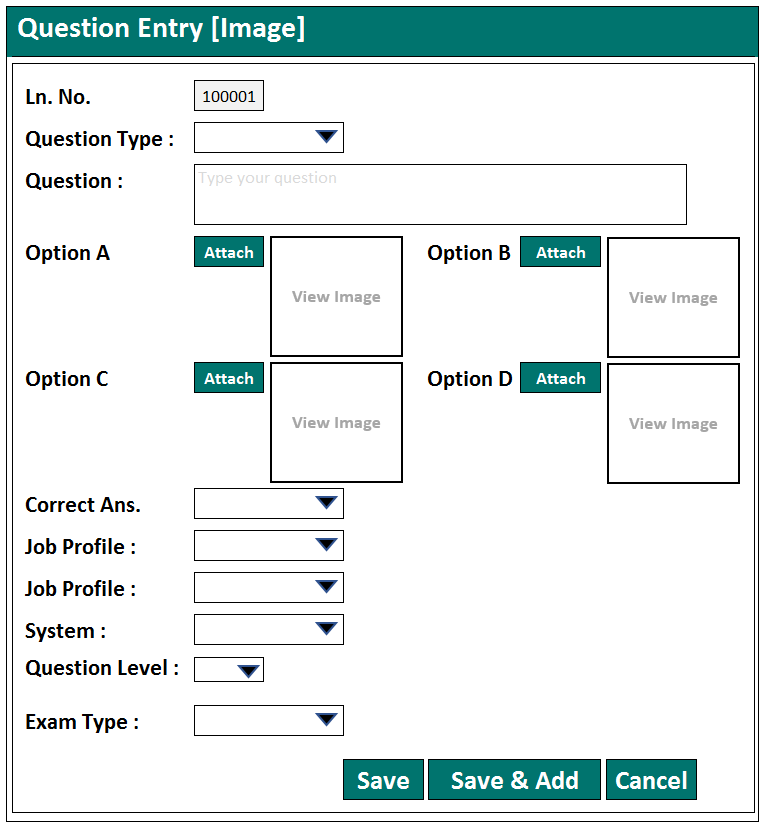 Question Entry [Image]
Ln. No. 100001
Question Type :
Question : Type your question
Option A Attach View Image Option B Attach View Image
Option C Attach View Image Option D Attach View Image
Correct Ans.
Job Profile :
Job Profile :
System :
Question Level :
Exam Type :
Save Save & Add Cancel